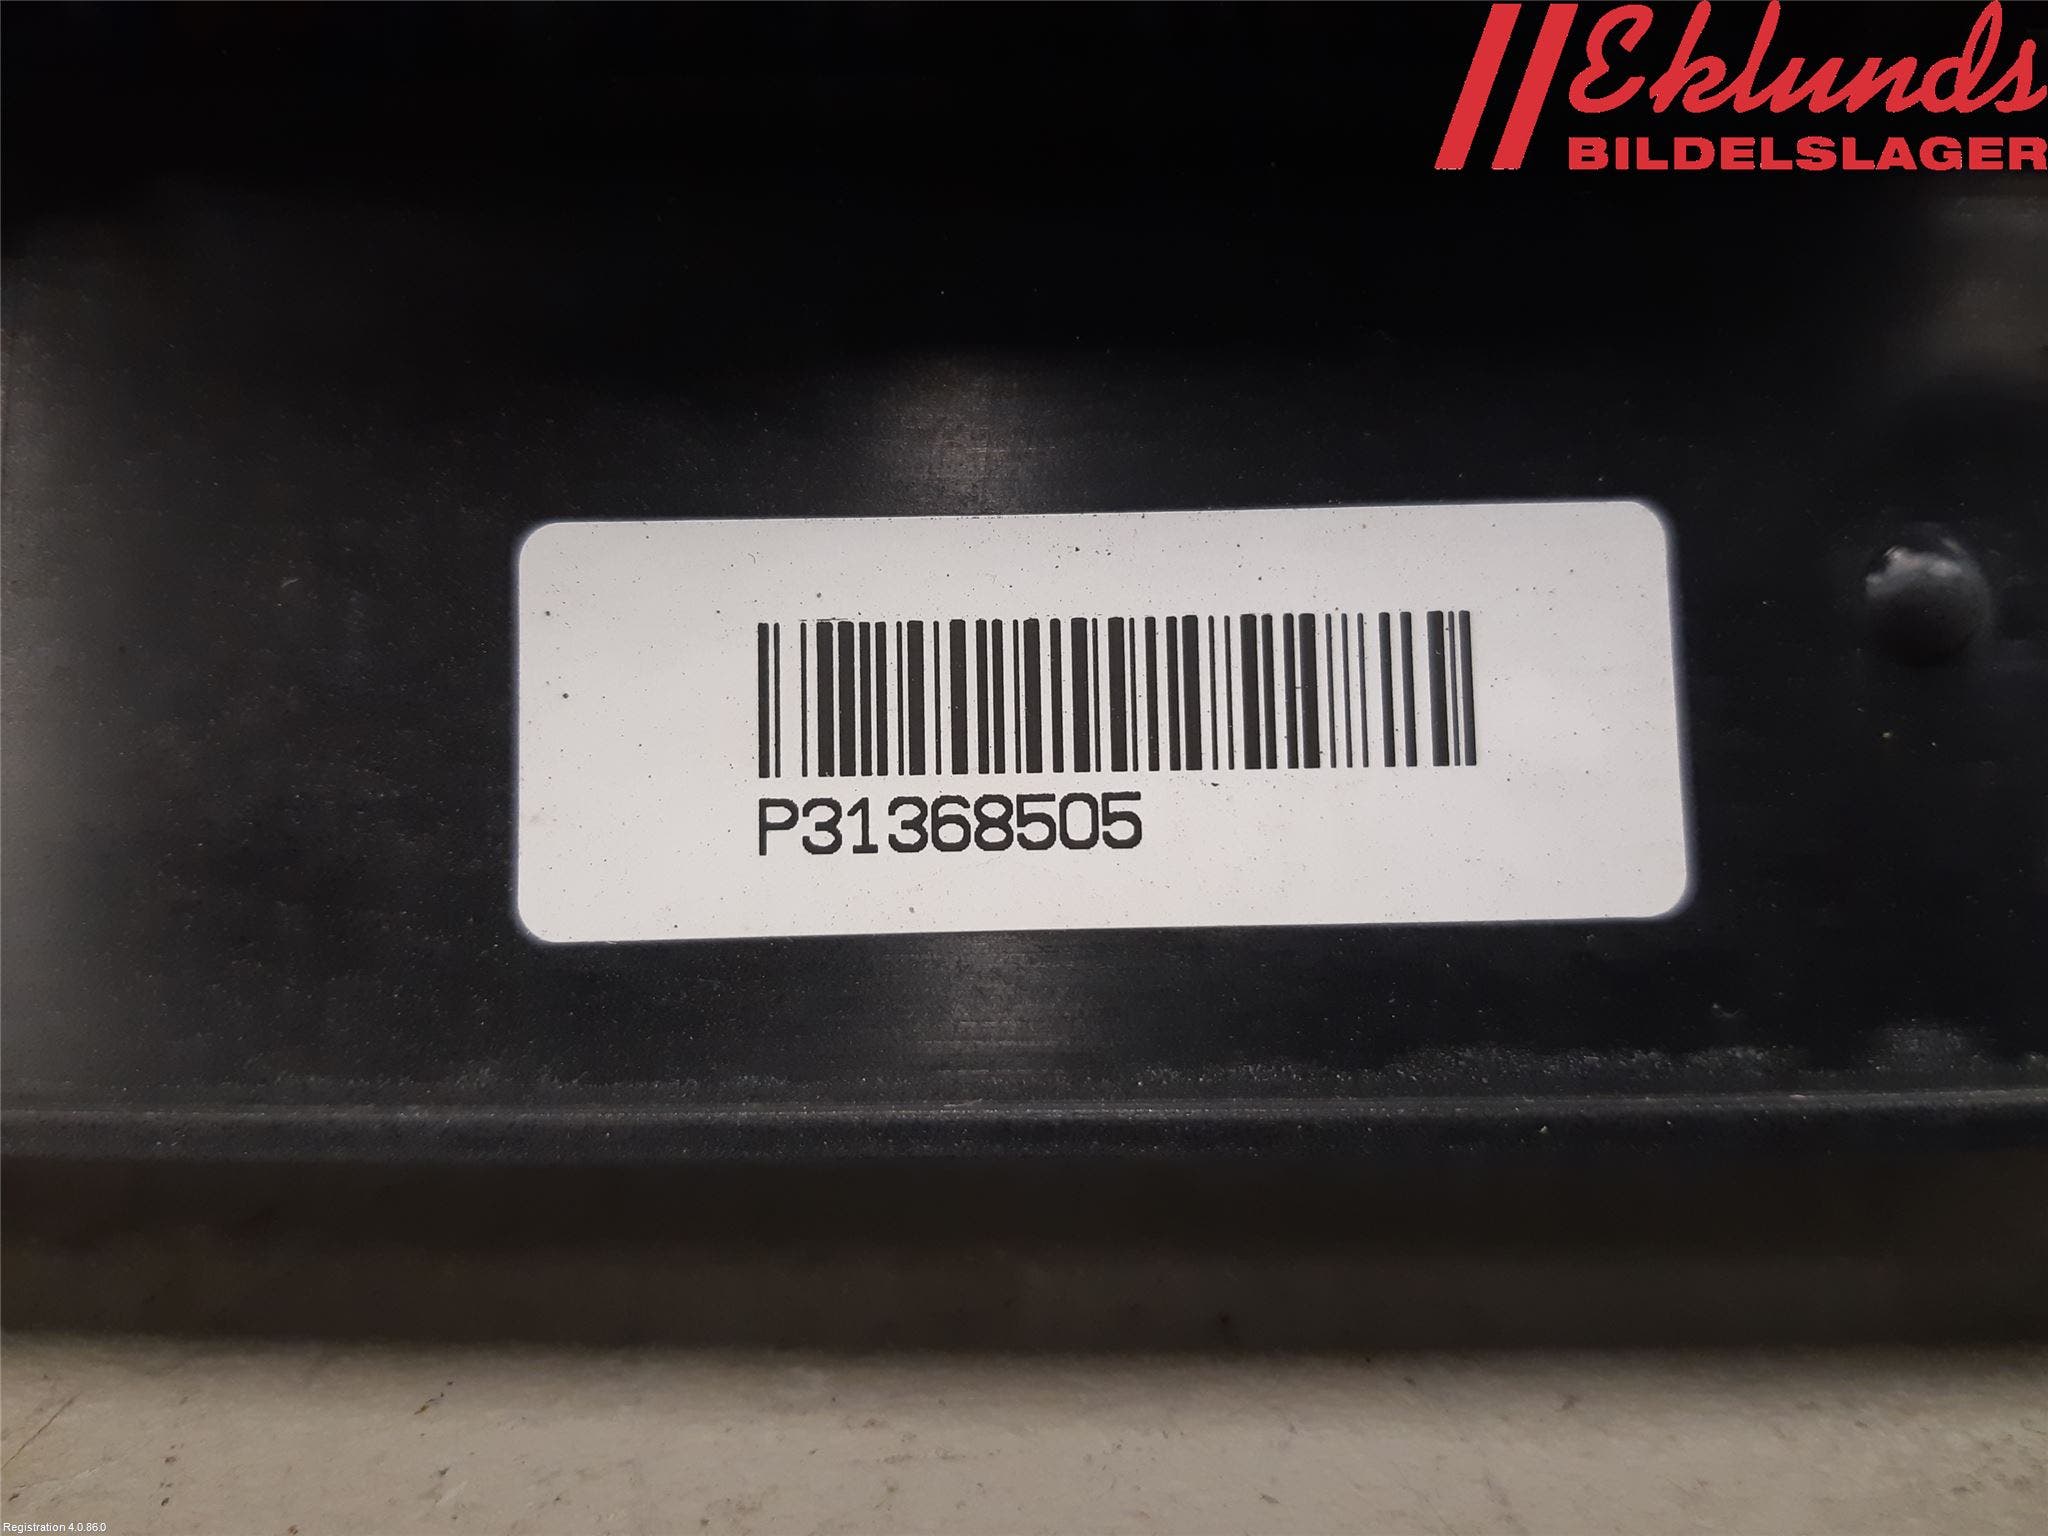 Eklunds
BILDELSLAGER
P31368505
Registration 4.0.86.0